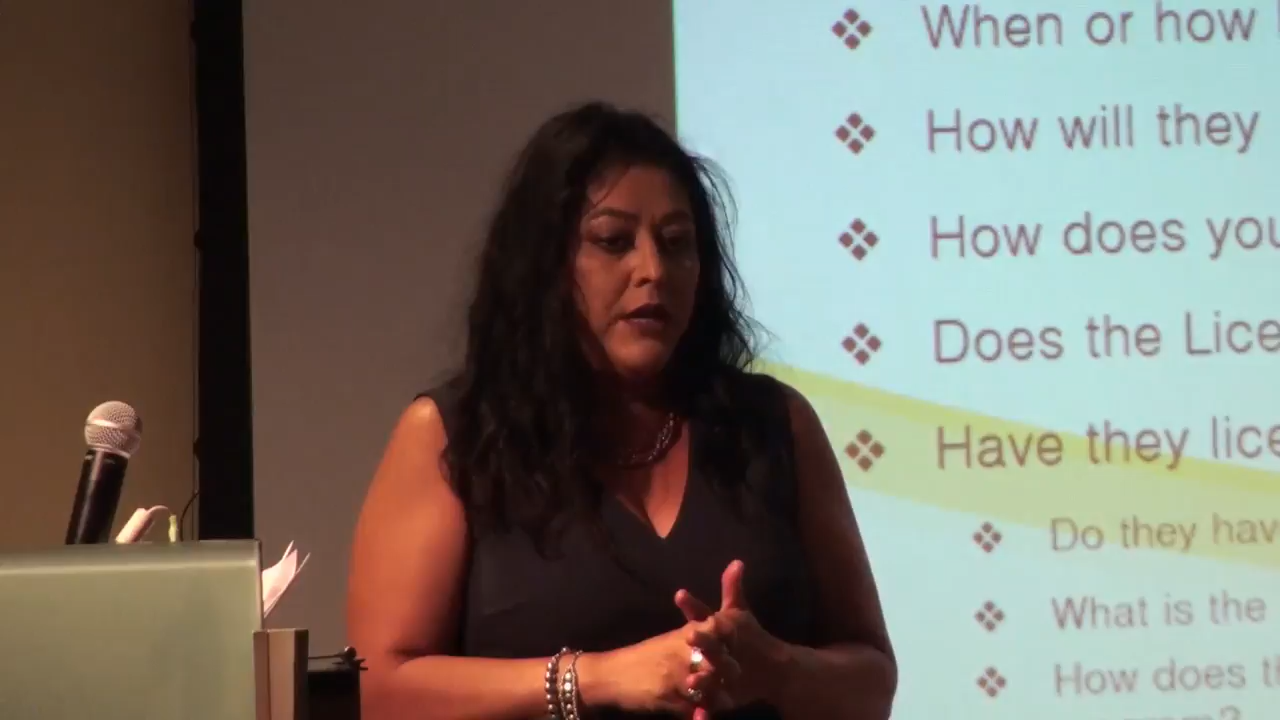 When or how
How will they
How does you
Does the Lice
Have they lice
Do they hav
What is the
How does th